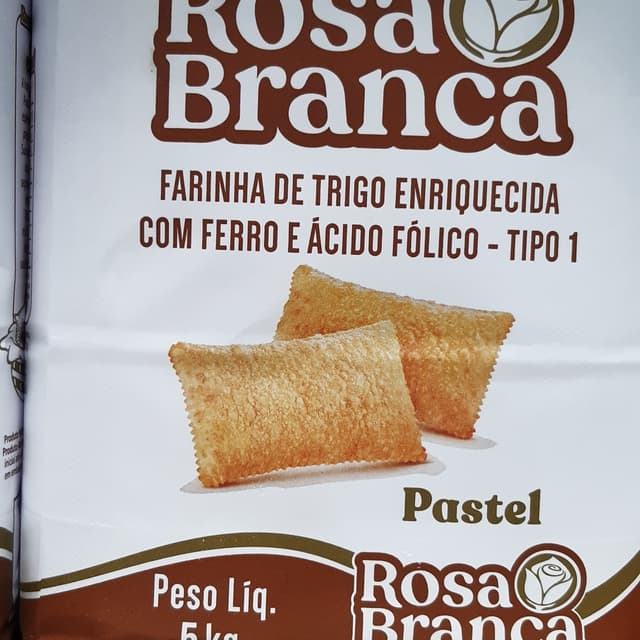 Rosa
Branca
FARINHA DE TRIGO ENRIQUECIDA
COM FERRO E ÁCIDO FÓLICO - TIPO 1
Pastel
Peso Líq.
5 kg
Rosa
Branca